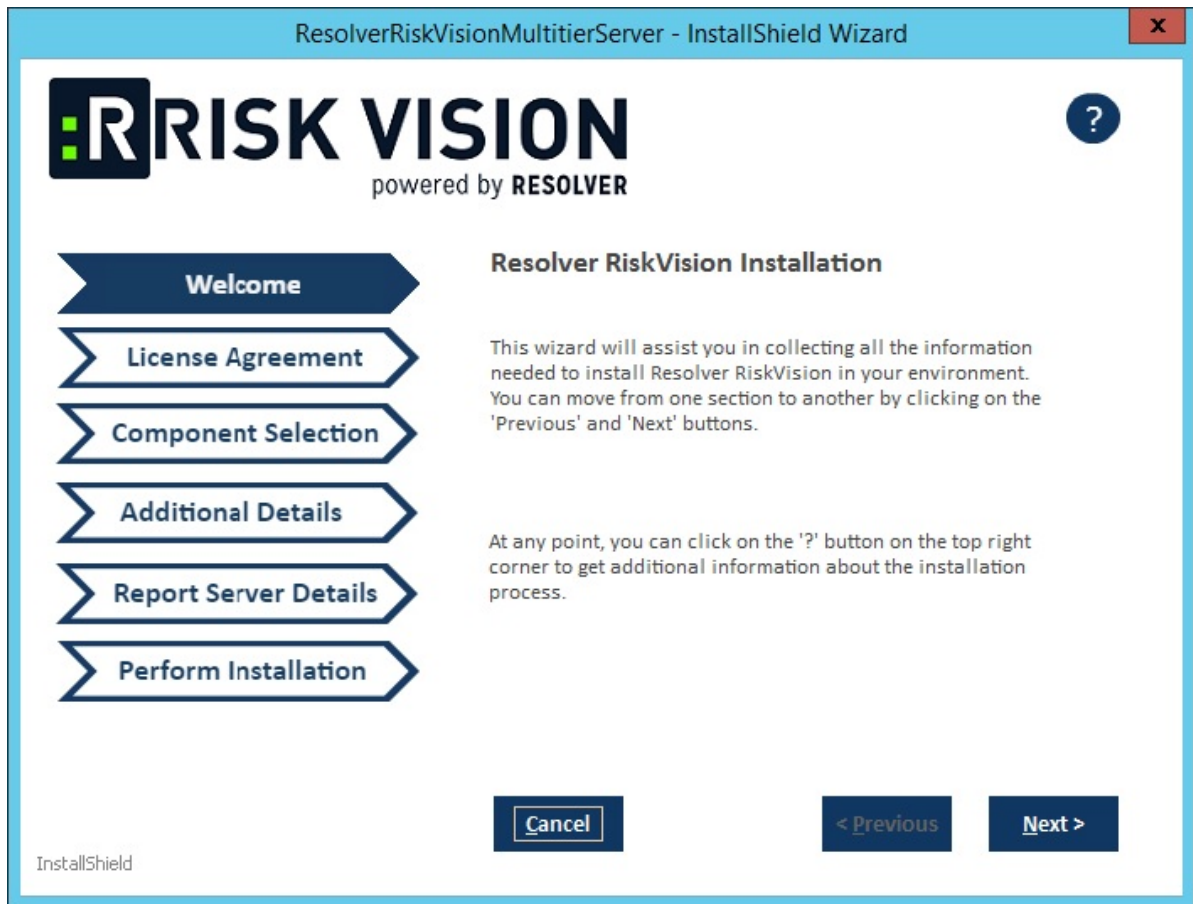 ResolverRiskVisionMultitierServer - InstallShield Wizard
x
:R RISK VISION
powered by RESOLVER
?
Welcome
License Agreement
Component Selection
Additional Details
Report Server Details
Perform Installation
Resolver RiskVision Installation
This wizard will assist you in collecting all the information
needed to install Resolver RiskVision in your environment.
You can move from one section to another by clicking on the
'Previous' and 'Next' buttons.
At any point, you can click on the '?' button on the top right
corner to get additional information about the installation
process.
Cancel
< Previous
Next >
InstallShield